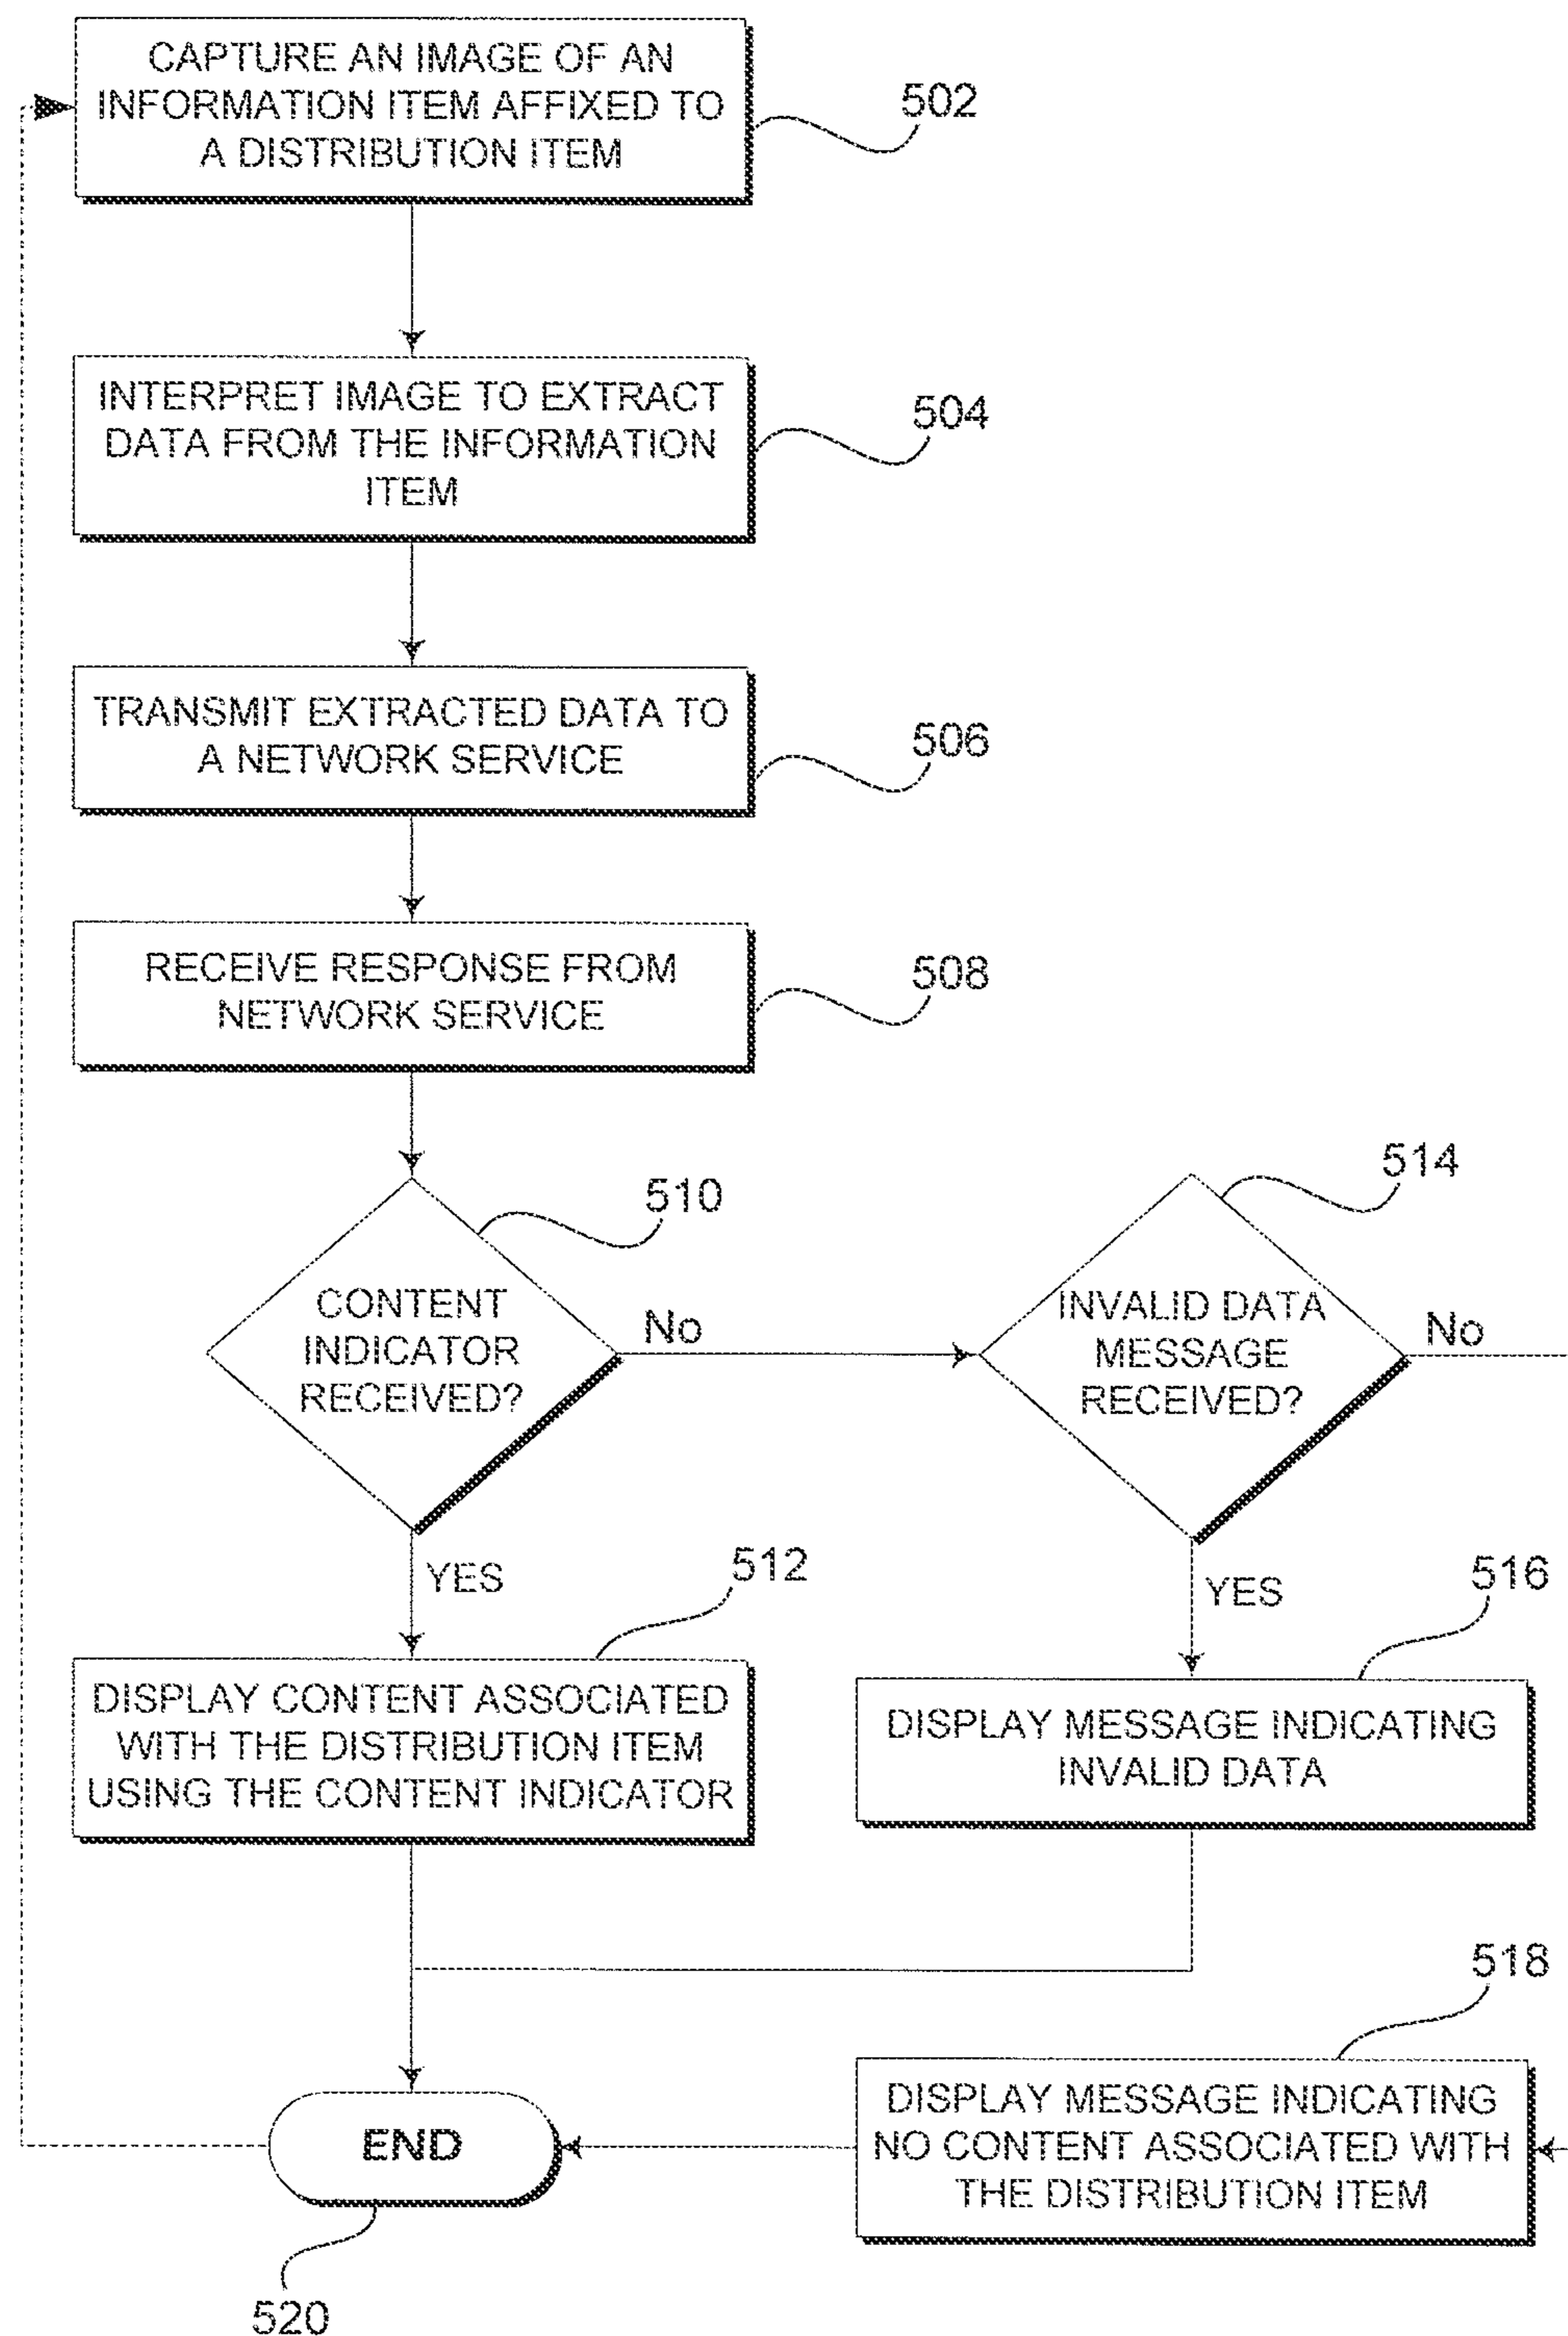 CAPTURE AN IMAGE OF AN
INFORMATION ITEM AFFIXED TO
A DISTRIBUTION ITEM
502
INTERPRET IMAGE TO EXTRACT
DATA FROM THE INFORMATION
ITEM
504
TRANSMIT EXTRACTED DATA TO
A NETWORK SERVICE
506
RECEIVE RESPONSE FROM
NETWORK SERVICE
508
510
CONTENT
INDICATOR
RECEIVED?
No
514
INVALID DATA
MESSAGE
RECEIVED?
No
YES
512
YES
516
DISPLAY CONTENT ASSOCIATED
WITH THE DISTRIBUTION ITEM
USING THE CONTENT INDICATOR
DISPLAY MESSAGE INDICATING
INVALID DATA
518
DISPLAY MESSAGE INDICATING
NO CONTENT ASSOCIATED WITH
THE DISTRIBUTION ITEM
END
520